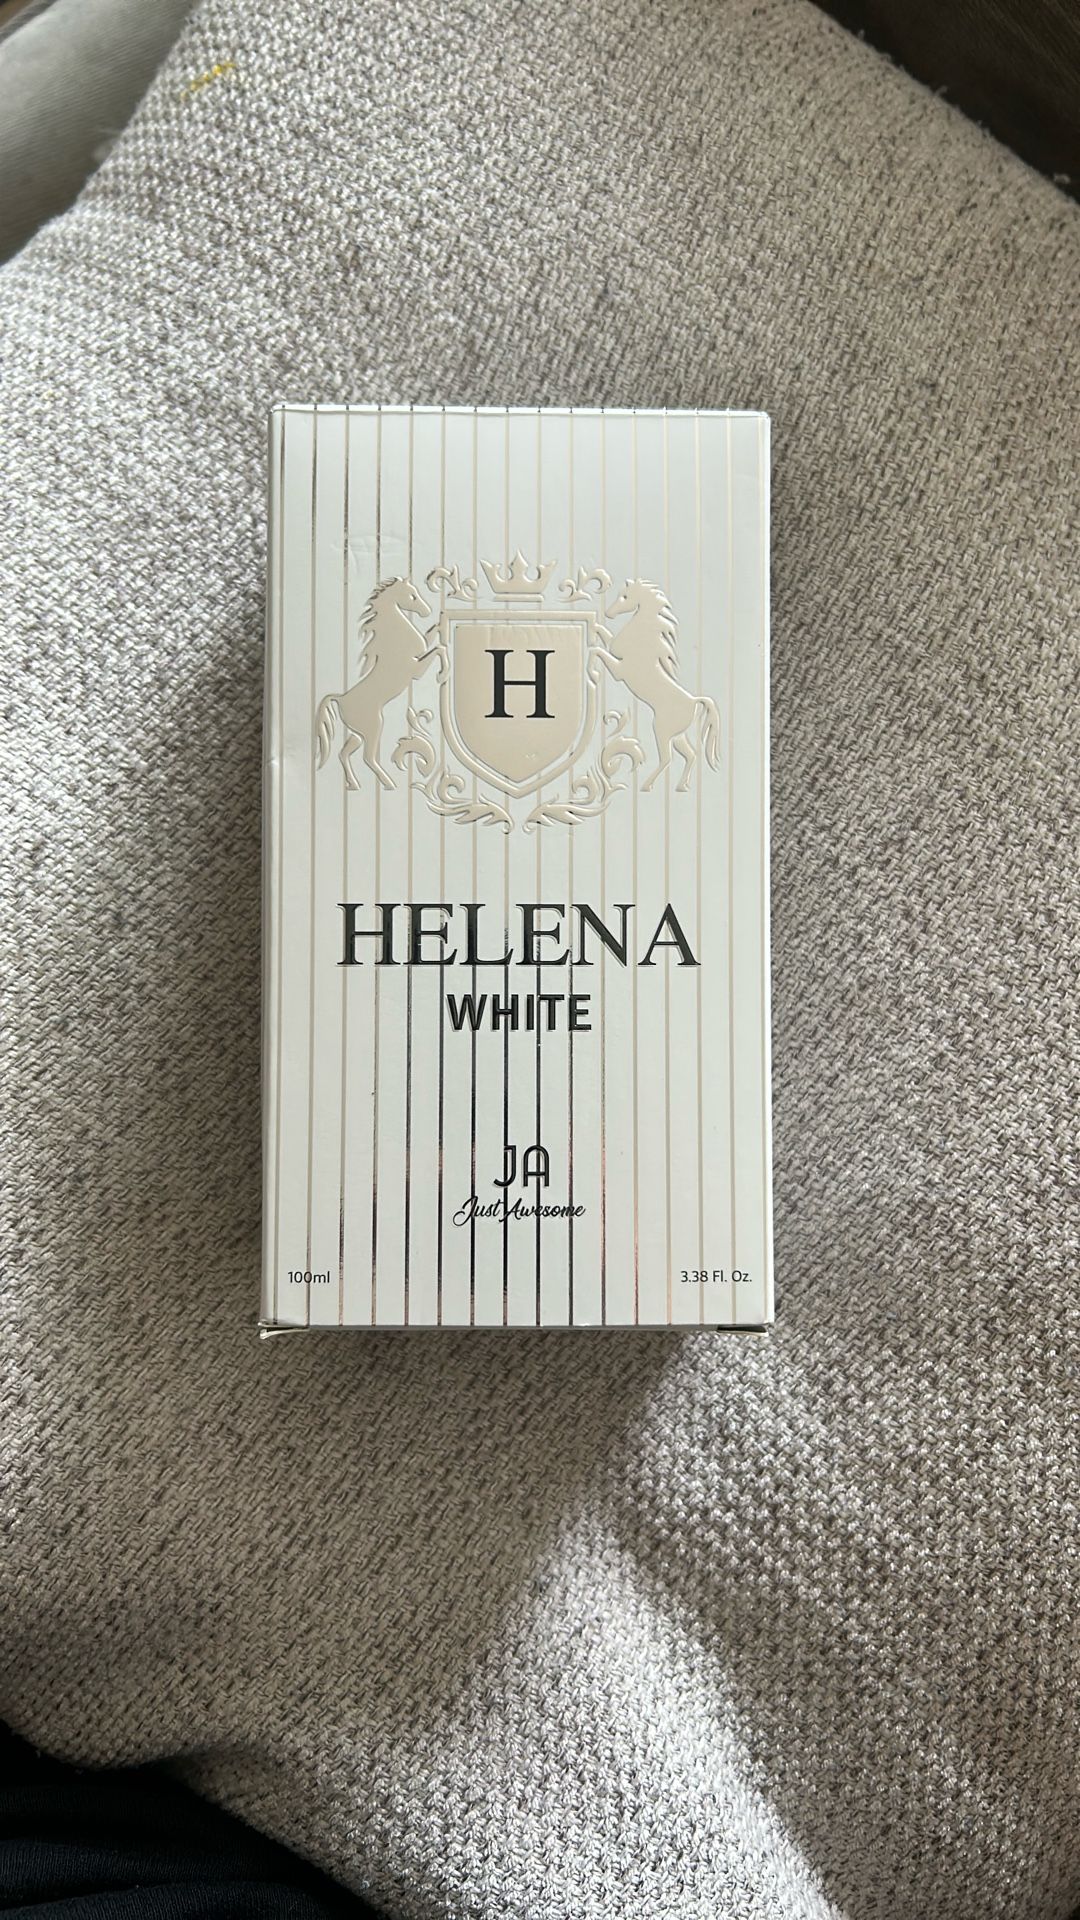 H
HELENA
WHITE
JA
Just Awesome
100ml
3.38 Fl. Oz.